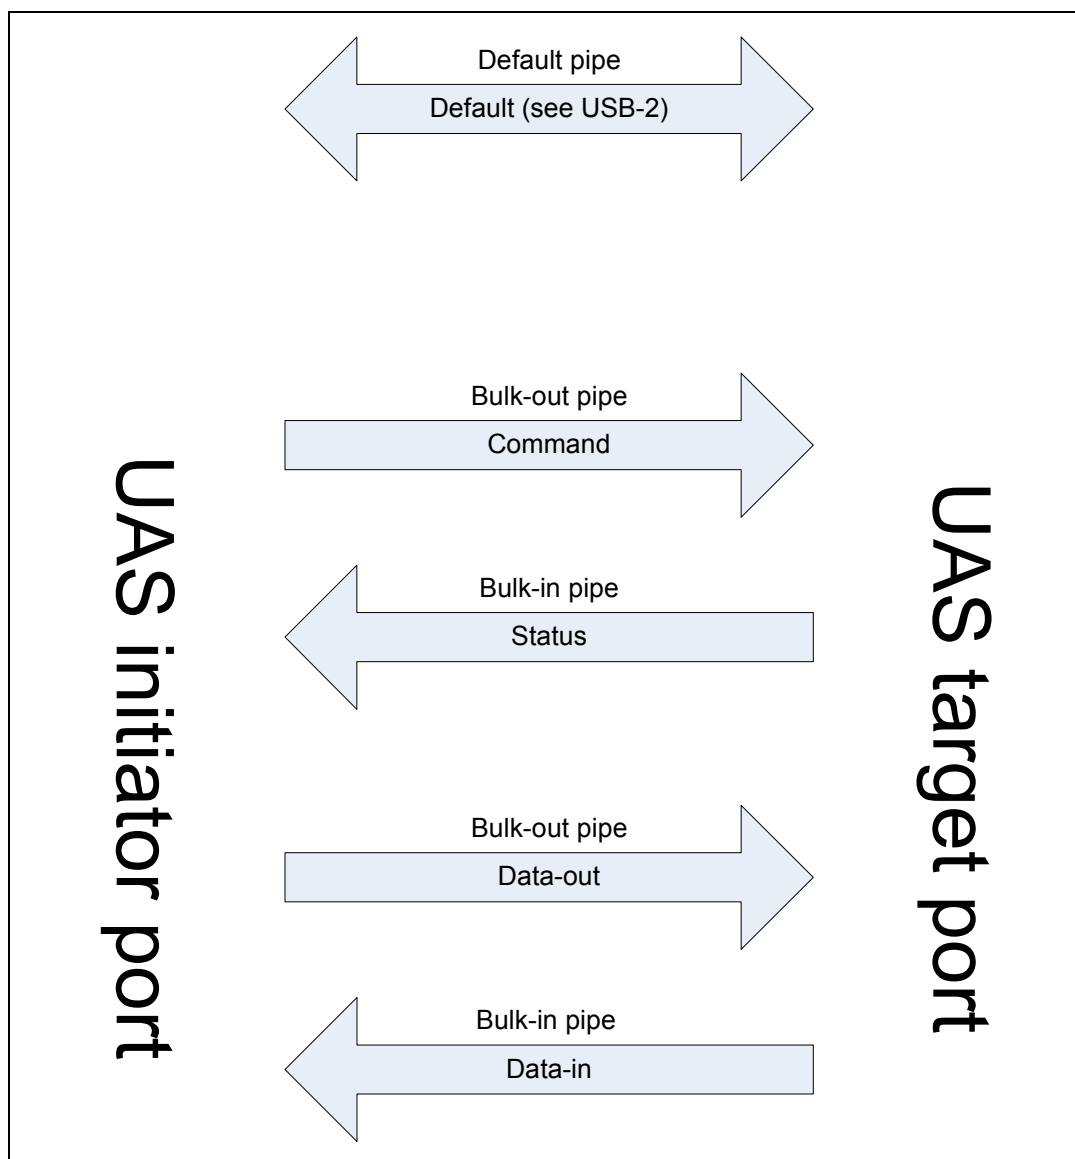 Default pipe
Default (see USB-2)
Bulk-out pipe
Command
Bulk-in pipe
Status
Bulk-out pipe
Data-out
Bulk-in pipe
Data-in
UAS initiator port
UAS target port